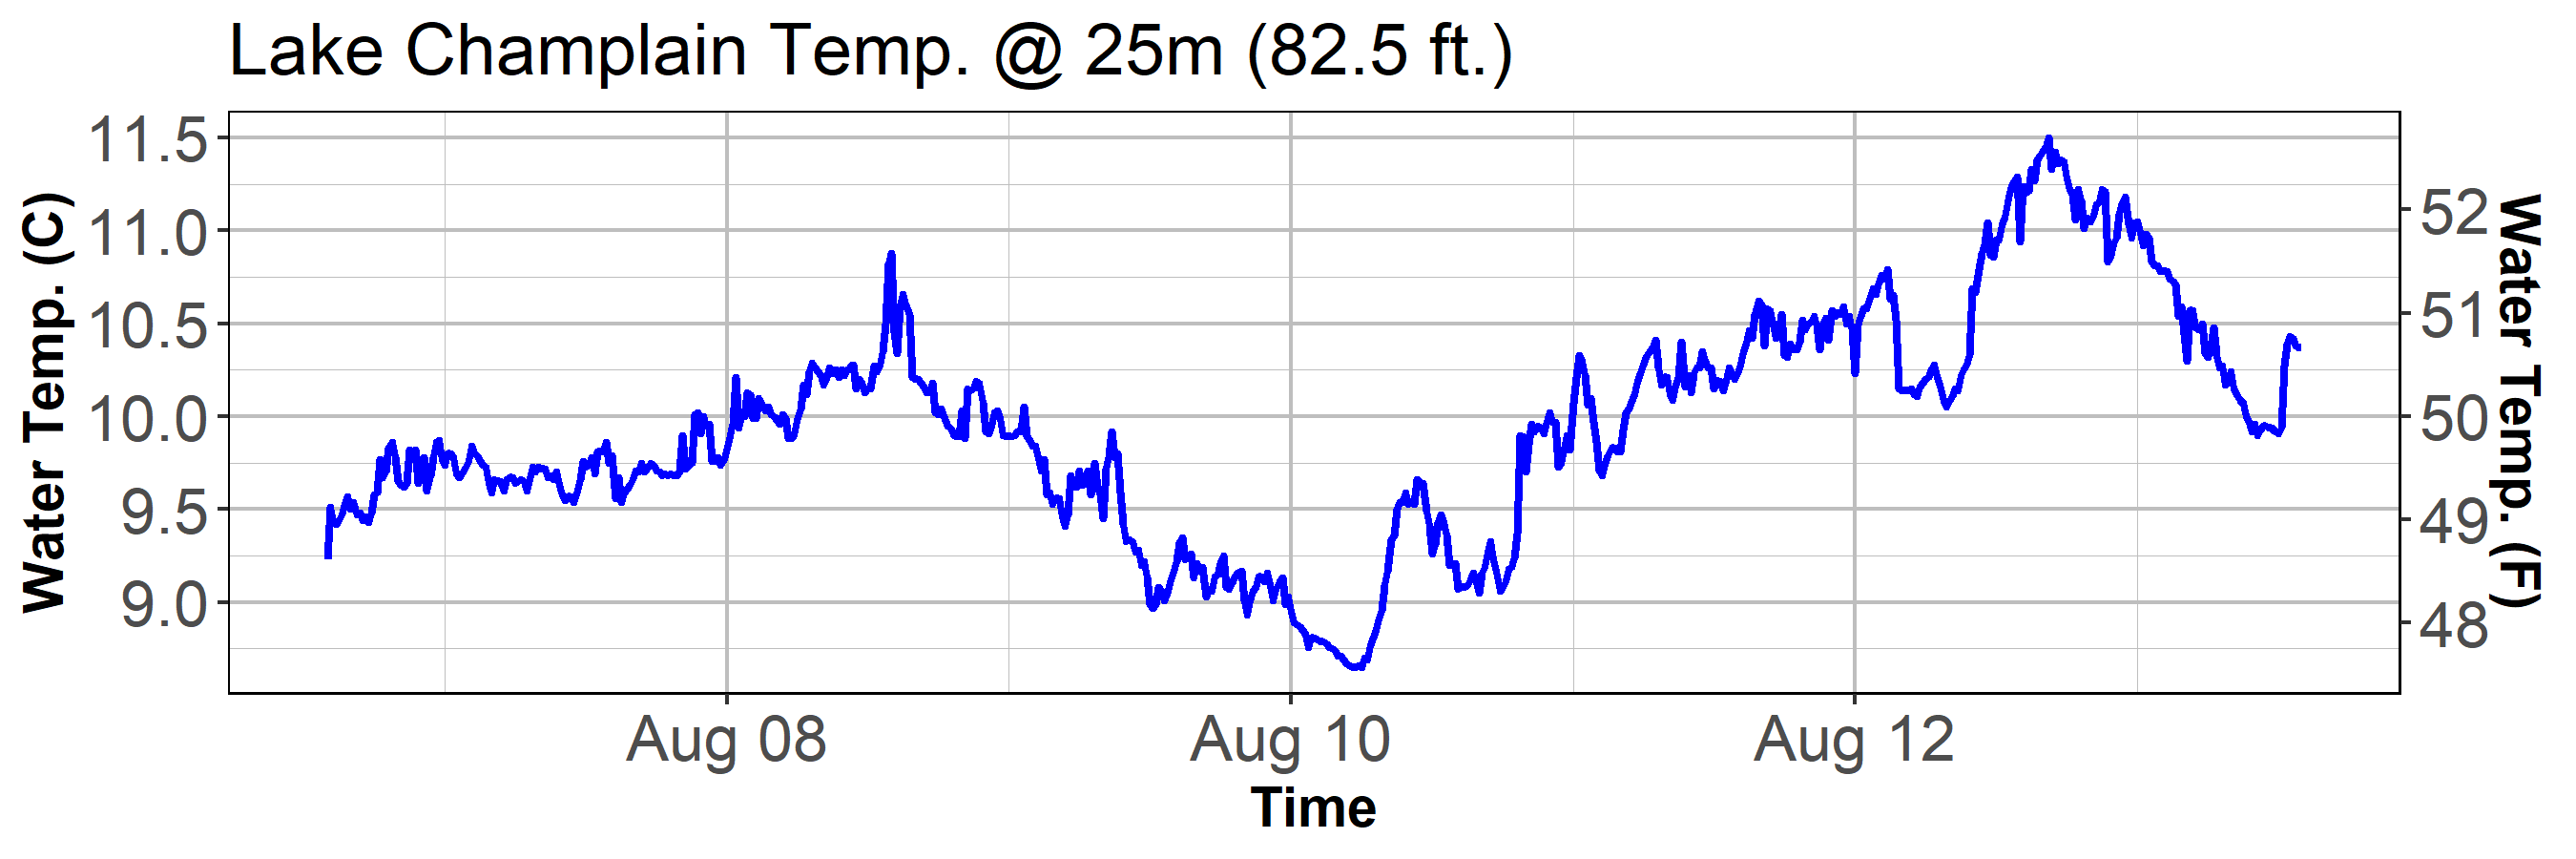 Lake Champlain Temp. @ 25m (82.5 ft.)
Water Temp. (C)
11.5
11.0
10.5
10.0
9.5
9.0
52
51
50
49
48
Water Temp. (F)
Aug 08 Aug 10 Aug 12
Time